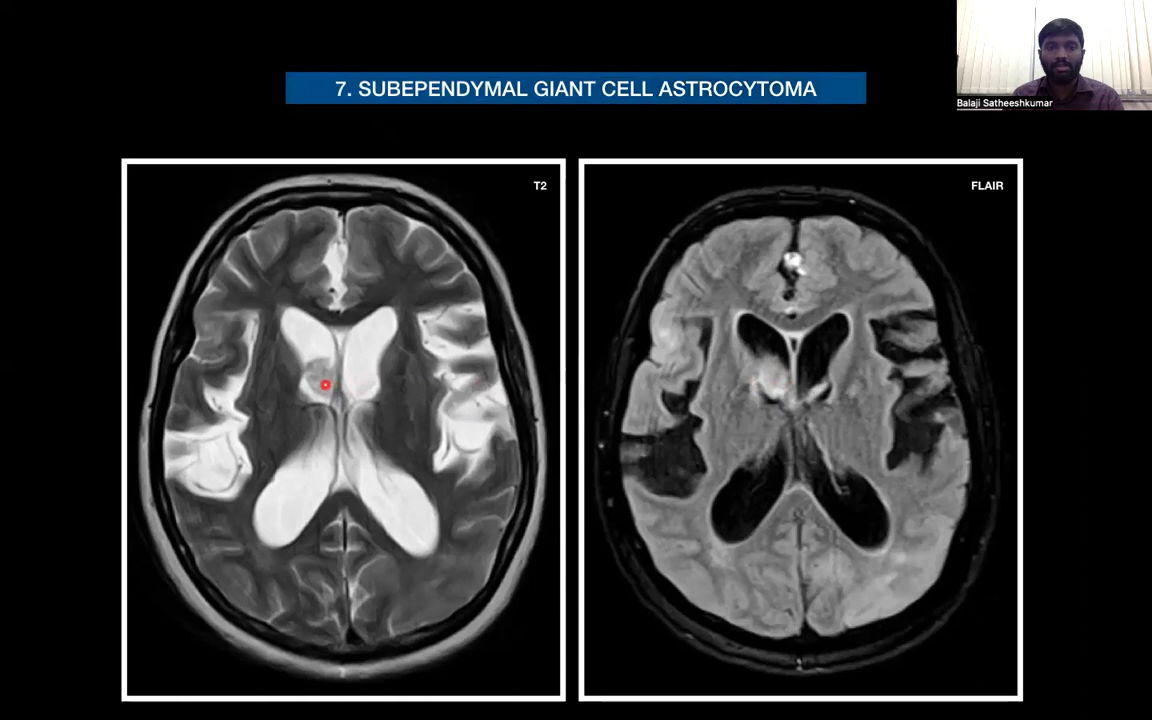 7. SUBEPENDYMAL GIANT CELL ASTROCYTOMA
Balaji Satheeshkumar
T2
FLAIR